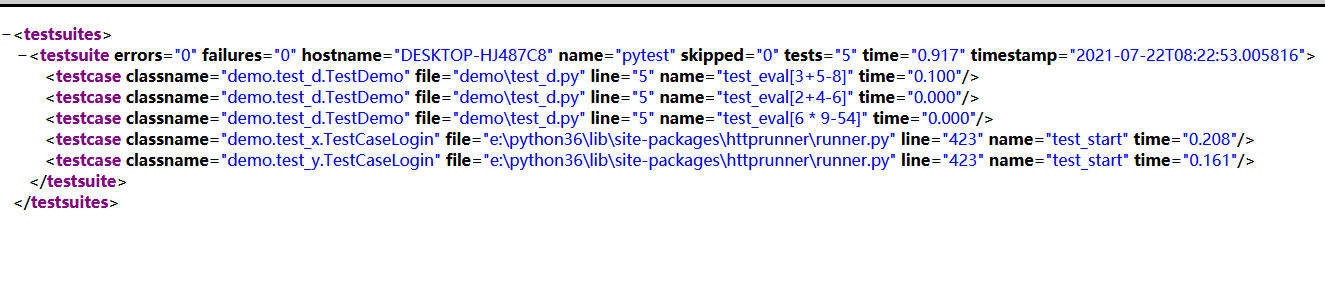 −<testsuites>
−<testsuite errors="0" failures="0" hostname="DESKTOP-HJ487C8" name="pytest" skipped="0" tests="5" time="0.917" timestamp="2021-07-22T08:22:53.005816">
<testcase classname="demo.test_d.TestDemo" file="demo\test_d.py" line="5" name="test_eval[3+5-8]" time="0.100"/>
<testcase classname="demo.test_d.TestDemo" file="demo\test_d.py" line="5" name="test_eval[2+4-6]" time="0.000"/>
<testcase classname="demo.test_d.TestDemo" file="demo\test_d.py" line="5" name="test_eval[6 * 9-54]" time="0.000"/>
<testcase classname="demo.test_x.TestCaseLogin" file="e:\python36\lib\site-packages\httprunner\runner.py" line="423" name="test_start" time="0.208"/>
<testcase classname="demo.test_y.TestCaseLogin" file="e:\python36\lib\site-packages\httprunner\runner.py" line="423" name="test_start" time="0.161"/>
</testsuite>
</testsuites>